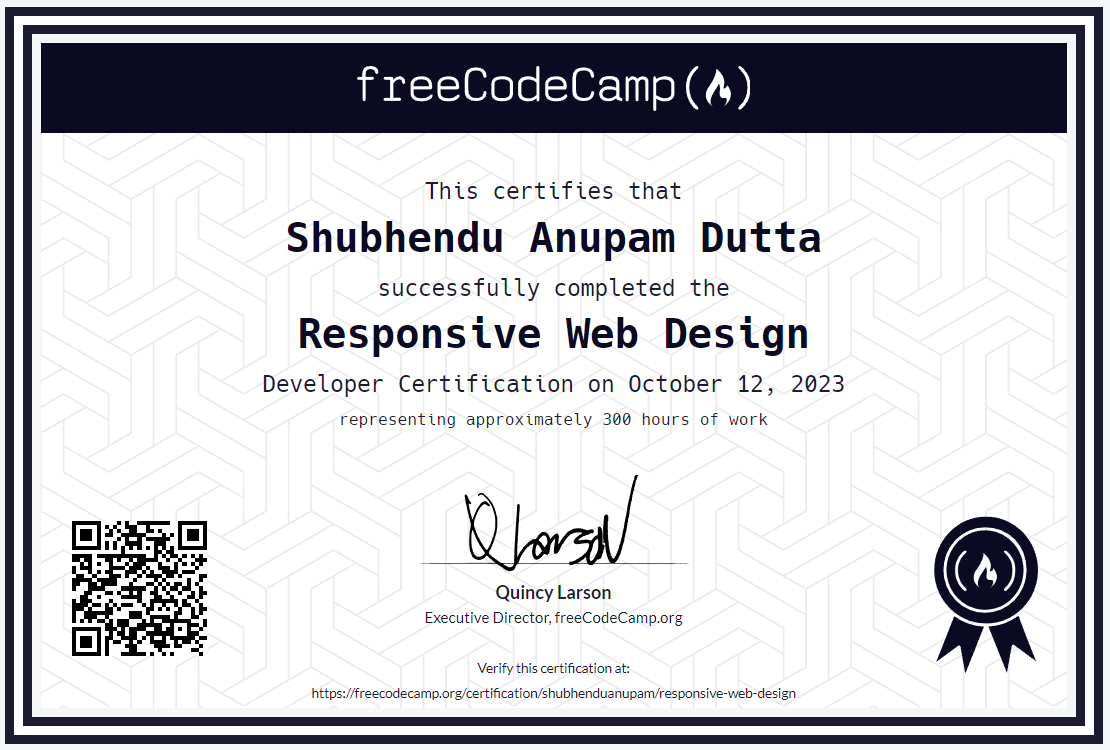 freeCodeCamp
This certifies that
Shubhendu Anupam Dutta
successfully completed the
Responsive Web Design
Developer Certification on October 12, 2023
representing approximately 300 hours of work
Q Larson
Quincy Larson
Executive Director, freeCodeCamp.org
Verify this certification at:
https://freecodecamp.org/certification/shubhenduanupam/responsive-web-design